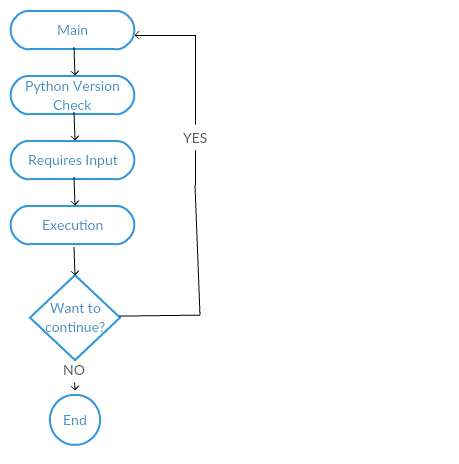 Main
Python Version
Check
YES
Requires Input
Execution
Want to
continue?
NO
End